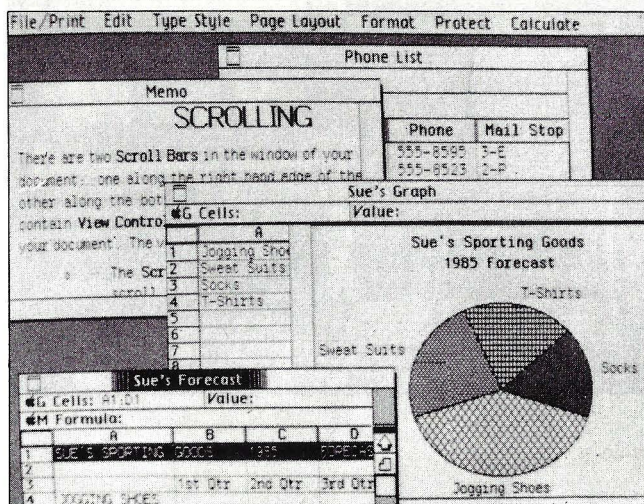 File/Print Edit Type Style Page Layout Format Protect Calculate
Phone List
Phone Mail Stop
555-8595 3-E
555-8523 2-P
Memo
SCROLLING
There are two Scroll Bars in the window of your
document: one along the right hand edge of the
other along the bot
contain View Contro
your document. The v
The Scr
scroll
Sue's Graph
G Cells: Value:
A
1 Jogging Shoe
2 Sweat Suits
3 Socks
4 T-Shirts
5
6
7
8
Sue's Sporting Goods
1985 Forecast
T-Shirts
Sweat Suits
Socks
Jogging Shoes
Sue's Forecast
G Cells: A1:D1 Value:
M Formula:
A B C D
1 SUE'S SPORTING GOODS 1985 FORECAS
2
3 1st Qtr 2nd Qtr 3rd Qtr
4 JOGGING SHOES